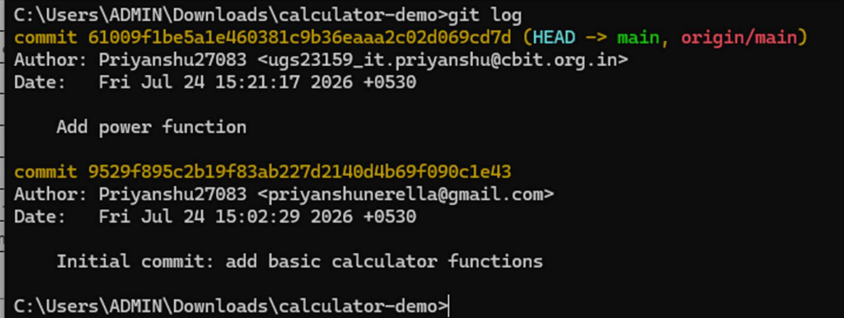 C:\Users\ADMIN\Downloads\calculator-demo>git log
commit 61009f1be5a1e460381c9b36eaaa2c02d069cd7d (HEAD -> main, origin/main)
Author: Priyanshu27083 <ugs23159_it.priyanshu@cbit.org.in>
Date:   Fri Jul 24 15:21:17 2026 +0530
    Add power function
commit 9529f895c2b19f83ab227d2140d4b69f090c1e43
Author: Priyanshu27083 <priyanshunerella@gmail.com>
Date:   Fri Jul 24 15:02:29 2026 +0530
    Initial commit: add basic calculator functions
C:\Users\ADMIN\Downloads\calculator-demo>